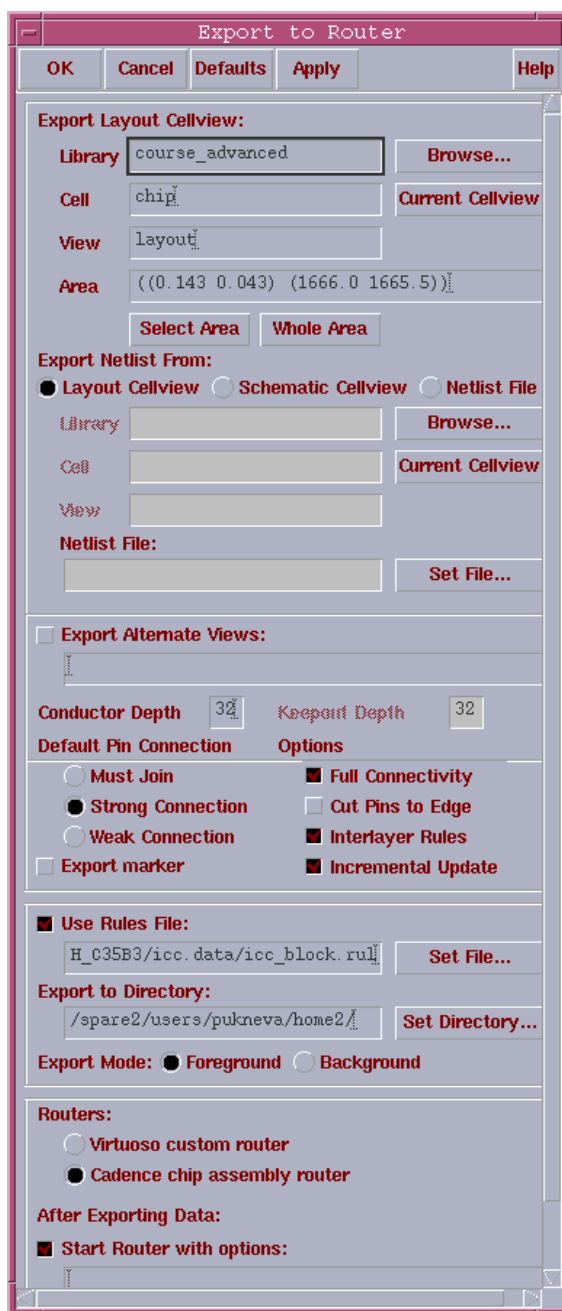 Export to Router
OK Cancel Defaults Apply Help
Export Layout Cellview:
Library course_advanced Browse...
Cell chip Current Cellview
View layout
Area ((0.143 0.043) (1666.0 1665.5))
Select Area Whole Area
Export Netlist From:
Layout Cellview Schematic Cellview Netlist File
Library Browse...
Cell Current Cellview
View
Netlist File:
Set File...
Export Alternate Views:
Conductor Depth 32 Keepout Depth 32
Default Pin Connection Options
Must Join Full Connectivity
Strong Connection Cut Pins to Edge
Weak Connection Interlayer Rules
Export marker Incremental Update
Use Rules File:
H_C35B3/icc.data/icc_block.rul Set File...
Export to Directory:
/spare2/users/pukneva/home2/ Set Directory...
Export Mode: Foreground Background
Routers:
Virtuoso custom router
Cadence chip assembly router
After Exporting Data:
Start Router with options: